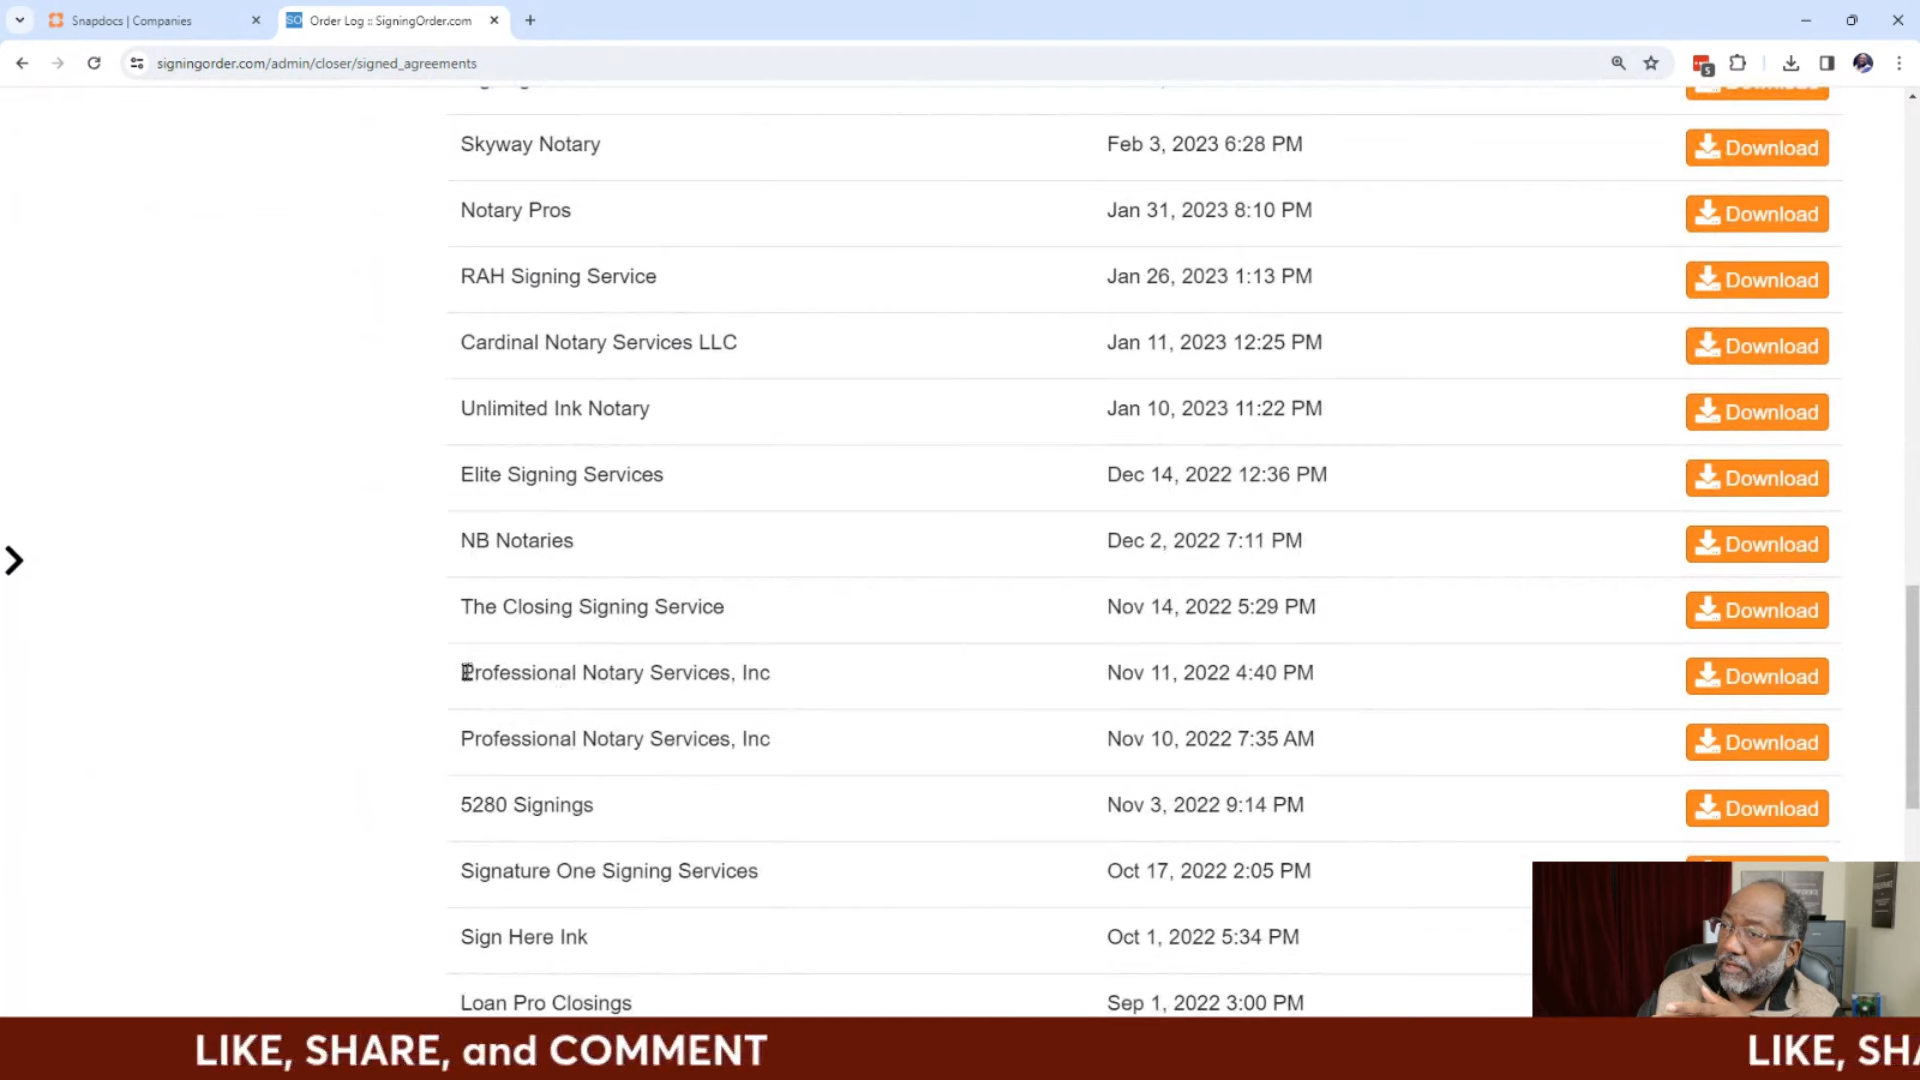 Snapdocs | Companies
SO Order Log :: SigningOrder.com
signingorder.com/admin/closer/signed_agreements
5
Download
Skyway Notary Feb 3, 2023 6:28 PM Download
Notary Pros Jan 31, 2023 8:10 PM Download
RAH Signing Service Jan 26, 2023 1:13 PM Download
Cardinal Notary Services LLC Jan 11, 2023 12:25 PM Download
Unlimited Ink Notary Jan 10, 2023 11:22 PM Download
Elite Signing Services Dec 14, 2022 12:36 PM Download
NB Notaries Dec 2, 2022 7:11 PM Download
The Closing Signing Service Nov 14, 2022 5:29 PM Download
Professional Notary Services, Inc Nov 11, 2022 4:40 PM Download
Professional Notary Services, Inc Nov 10, 2022 7:35 AM Download
5280 Signings Nov 3, 2022 9:14 PM Download
Signature One Signing Services Oct 17, 2022 2:05 PM
Sign Here Ink Oct 1, 2022 5:34 PM
Loan Pro Closings Sep 1, 2022 3:00 PM
LIKE, SHARE, and COMMENT LIKE, SHA